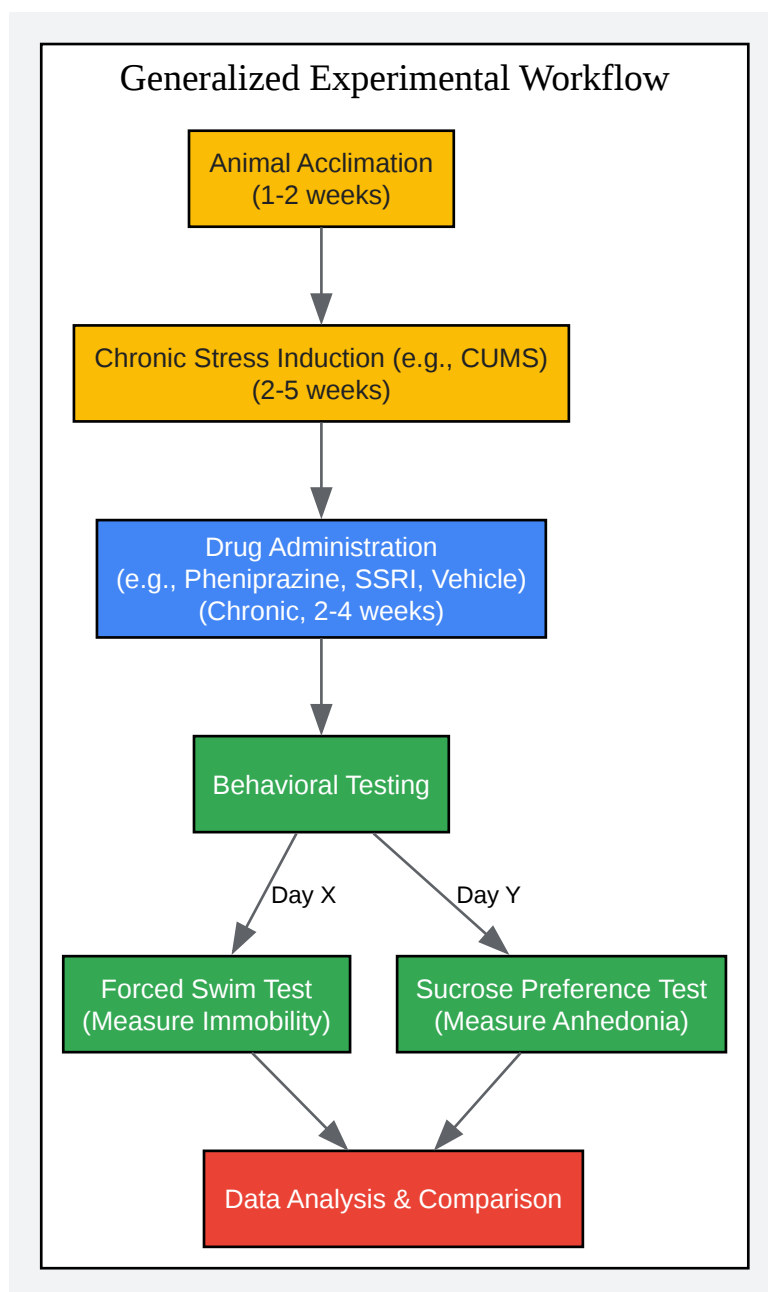 Generalized Experimental Workflow
Animal Acclimation
(1-2 weeks)
Chronic Stress Induction (e.g., CUMS)
(2-5 weeks)
Drug Administration
(e.g., Pheniprazine, SSRI, Vehicle)
(Chronic, 2-4 weeks)
Behavioral Testing
Day X
Day Y
Forced Swim Test
(Measure Immobility)
Sucrose Preference Test
(Measure Anhedonia)
Data Analysis & Comparison